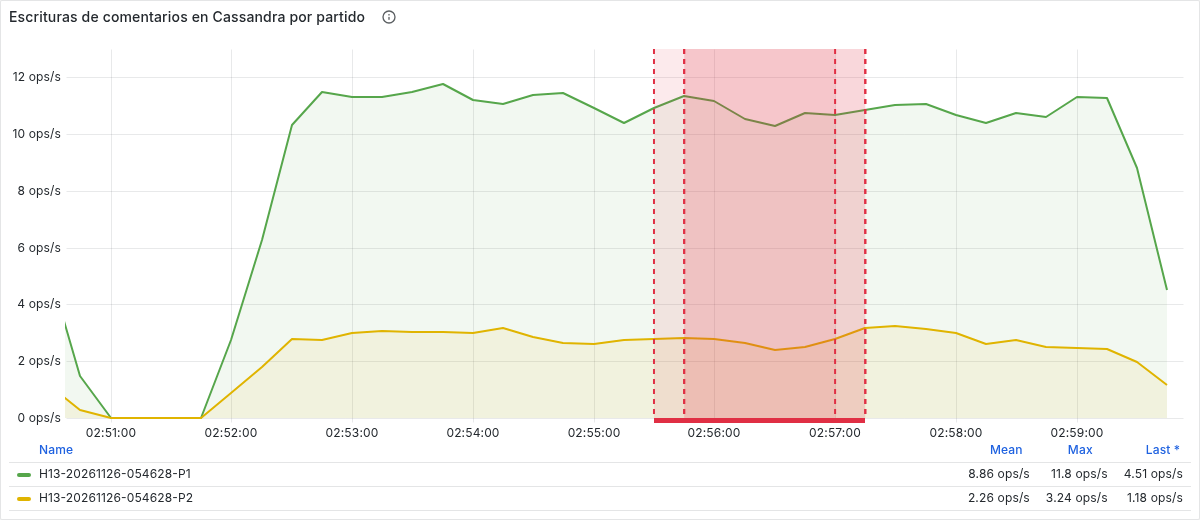 Escrituras de comentarios en Cassandra por partido
12 ops/s
10 ops/s
8 ops/s
6 ops/s
4 ops/s
2 ops/s
0 ops/s
02:51:00 02:52:00 02:53:00 02:54:00 02:55:00 02:56:00 02:57:00 02:58:00 02:59:00
Name Mean Max Last *
H13-20261126-054628-P1 8.86 ops/s 11.8 ops/s 4.51 ops/s
H13-20261126-054628-P2 2.26 ops/s 3.24 ops/s 1.18 ops/s